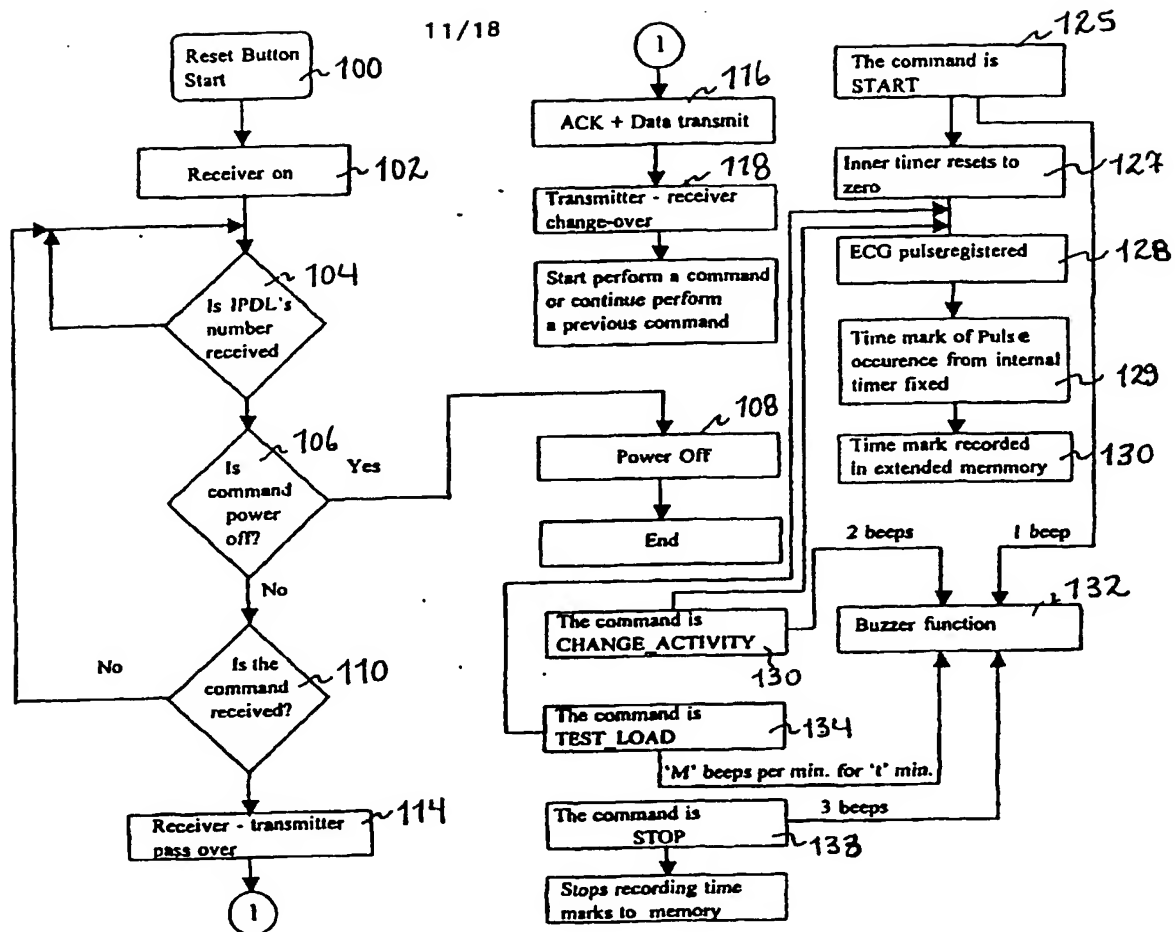 11/18
Reset Button
Start
100
Receiver on
102
Is IPDL's
number
received
104
Is
command
power
off?
106
Yes
No
Is the
command
received?
110
No
Receiver - transmitter
pass over
114
1
1
116
ACK + Data transmit
118
Transmitter - receiver
change-over
Start perform a command
or continue perform
a previous command
108
Power Off
End
The command is
CHANGE_ACTIVITY
130
2 beeps
The command is
TEST_LOAD
134
'M' beeps per min. for 't' min.
The command is
STOP
133
3 beeps
Stops recording time
marks to memory
125
The command is
START
Inner timer resets to
zero
127
ECG pulseregistered
128
Time mark of Pulse
occurence from internal
timer fixed
129
Time mark recorded
in extended memmory
130
1 beep
132
Buzzer function